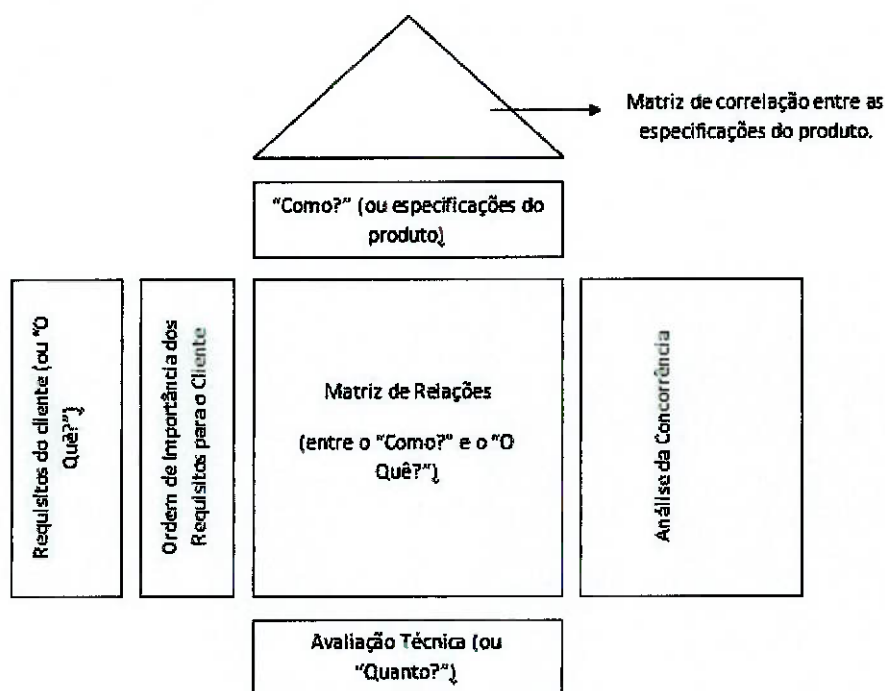 Matriz de correlação entre as
especificações do produto.
"Como?" (ou especificações do
produto)
Requisitos do cliente (ou "O
Quê?")
Ordem de Importância dos
Requisitos para o Cliente
Matriz de Relações
(entre o "Como?" e o "O
Quê?")
Análise da Concorrência
Avaliação Técnica (ou
"Quanto?")